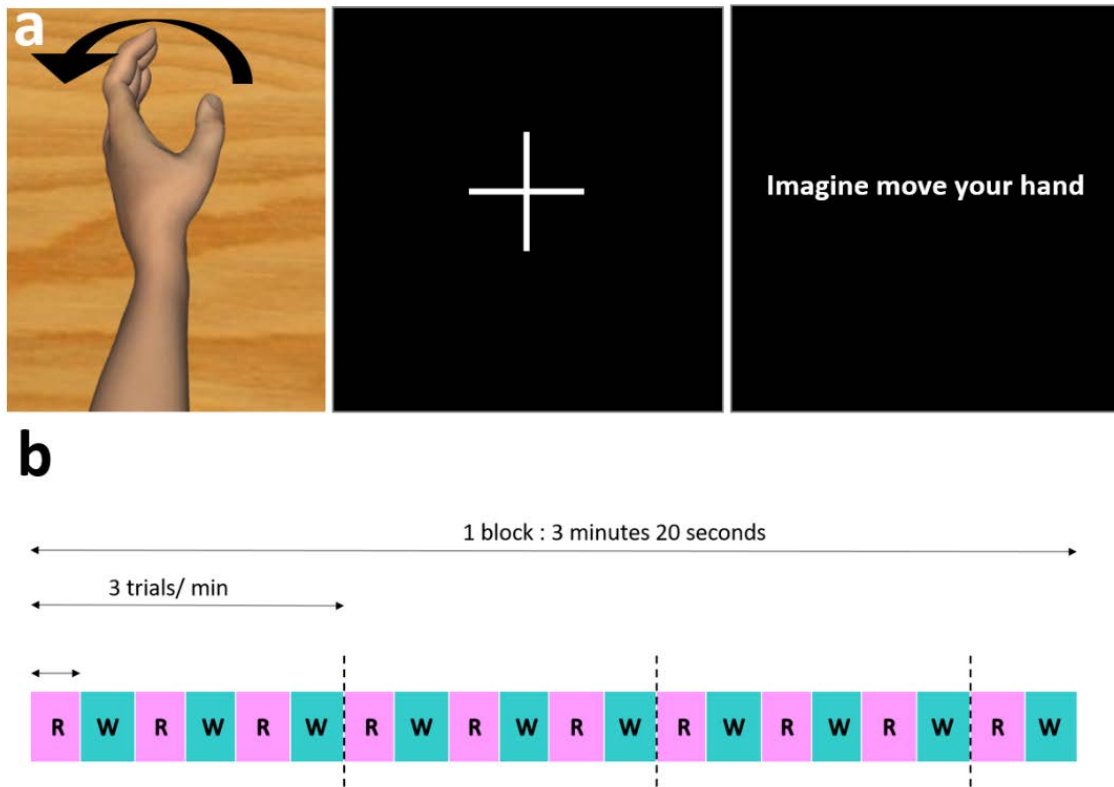 a
Imagine move your hand
b
1 block : 3 minutes 20 seconds
3 trials/ min
R W R W R W R W R W R W R W R W R W R W